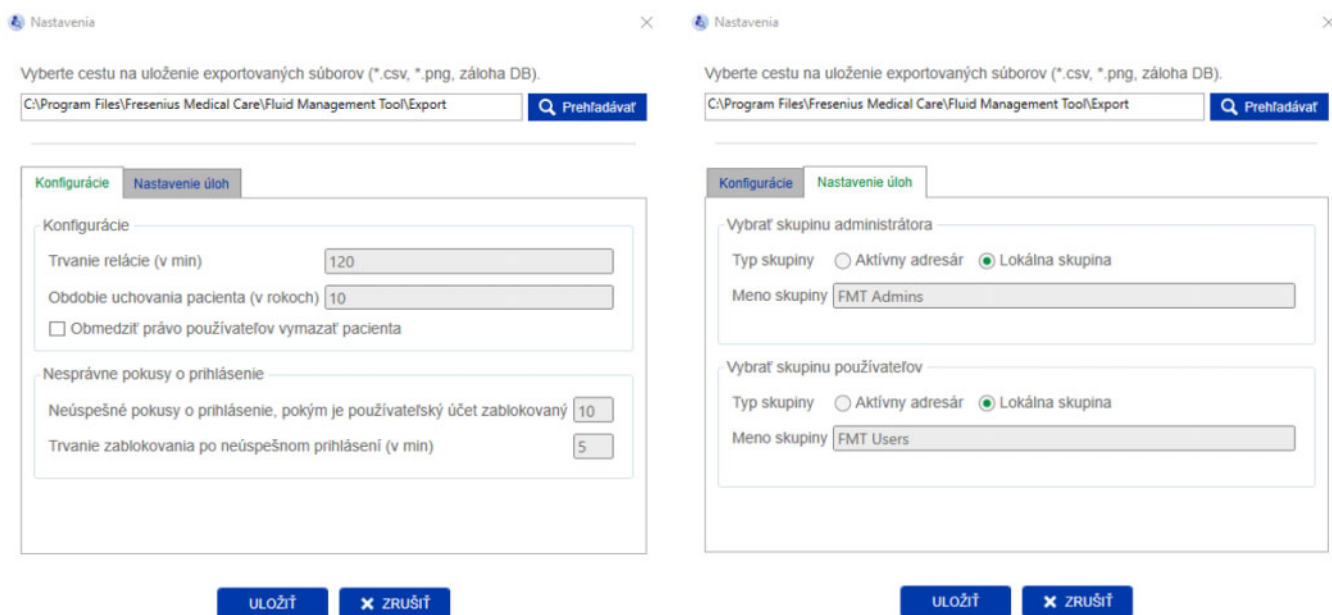 Nastavenia
Vyberte cestu na uloženie exportovaných súborov (*.csv, *.png, záloha DB).
C:\Program Files\Fresenius Medical Care\Fluid Management Tool\Export
Prehľadávať
Konfigurácie
Nastavenie úloh
Konfigurácie
Trvanie relácie (v min)
120
Obdobie uchovania pacienta (v rokoch)
10
Obmedziť právo používateľov vymazať pacienta
Nesprávne pokusy o prihlásenie
Neúspešné pokusy o prihlásenie, pokým je používateľský účet zablokovaný
10
Trvanie zablokovania po neúspešnom prihlásení (v min)
5
ULOŽIŤ
ZRUŠIŤ
Nastavenia
Vyberte cestu na uloženie exportovaných súborov (*.csv, *.png, záloha DB).
C:\Program Files\Fresenius Medical Care\Fluid Management Tool\Export
Prehľadávať
Konfigurácie
Nastavenie úloh
Vybrať skupinu administrátora
Typ skupiny
Aktívny adresár
Lokálna skupina
Meno skupiny
FMT Admins
Vybrať skupinu používateľov
Typ skupiny
Aktívny adresár
Lokálna skupina
Meno skupiny
FMT Users
ULOŽIŤ
ZRUŠIŤ